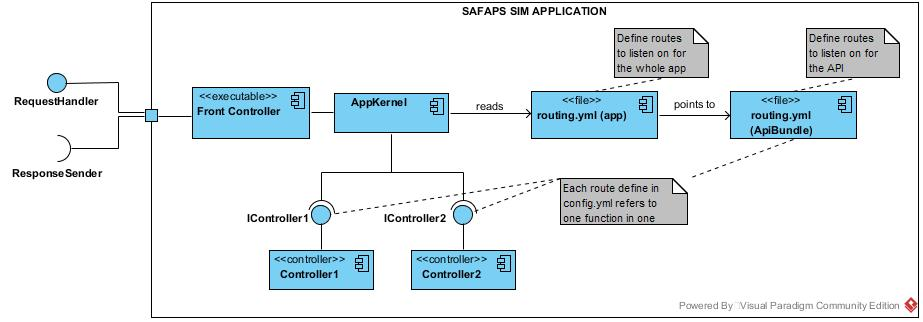 SAFAPS SIM APPLICATION
Define routes
to listen on for
the whole app
Define routes
to listen on for
the API
RequestHandler
ResponseSender
<<executable>>
Front Controller
AppKernel
reads
<<file>>
routing.yml (app)
points to
<<file>>
routing.yml
(ApiBundle)
Each route define in
config.yml refers to
one function in one
IController1
IController2
<<controller>>
Controller1
<<controller>>
Controller2
Powered By Visual Paradigm Community Edition